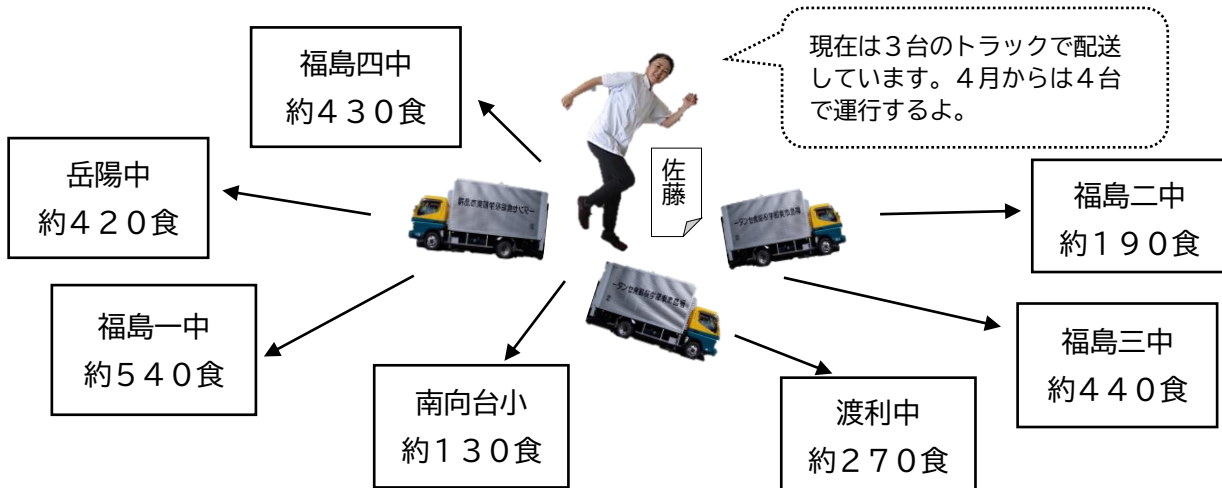 現在は３台のトラックで配送
しています。４月からは４台
で運行するよ。
福島四中
約４３０食
佐藤
岳陽中
約４２０食
福島二中
約１９０食
福島一中
約５４０食
福島三中
約４４０食
南向台小
約１３０食
渡利中
約２７０食